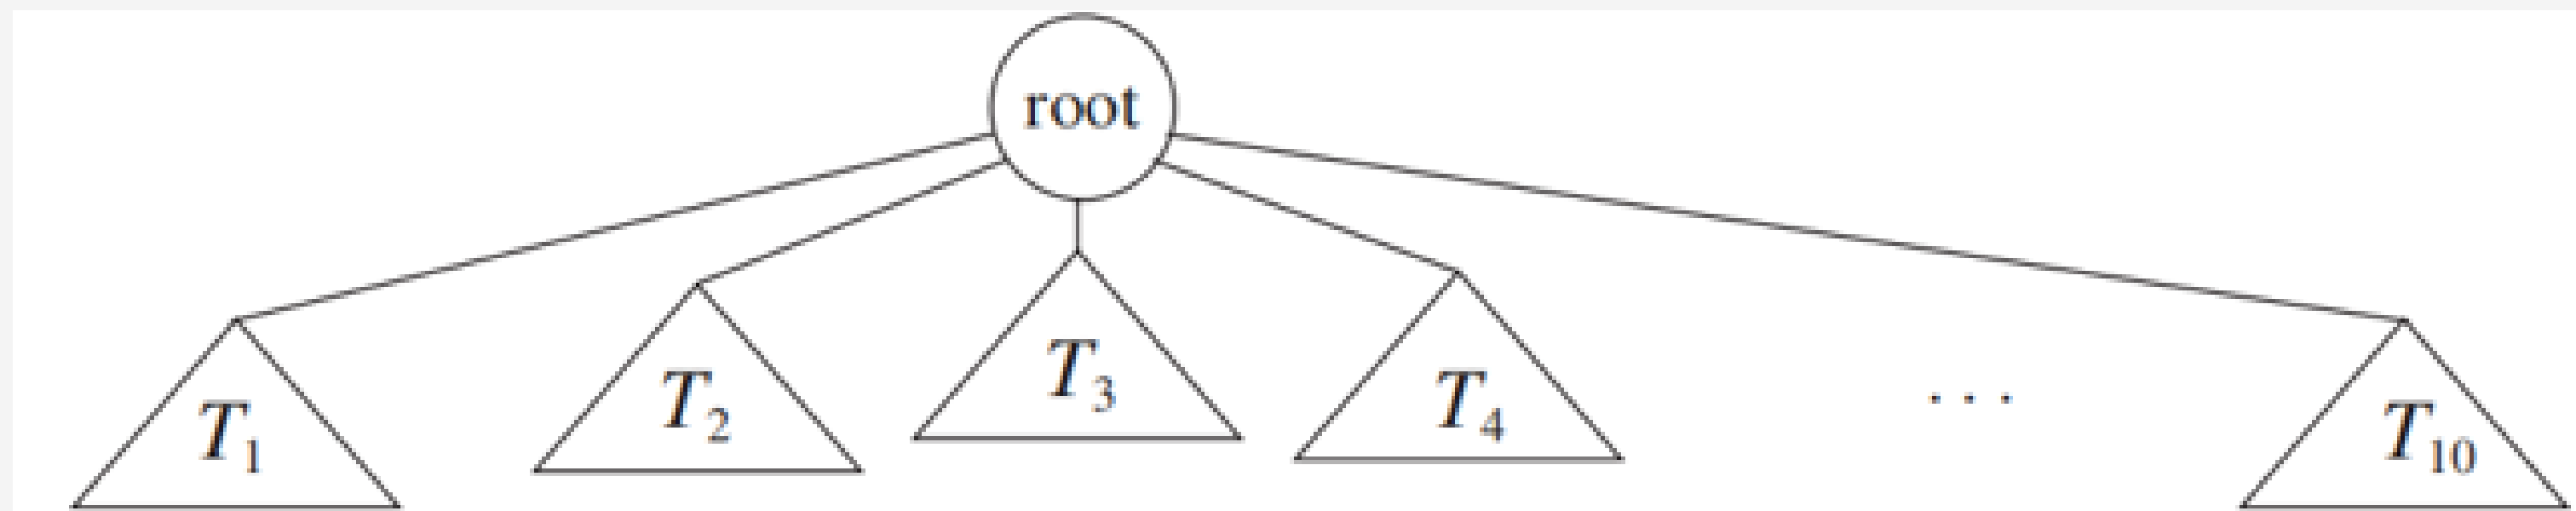 root
T₁ T₂ T₃ T₄ . . . T₁₀